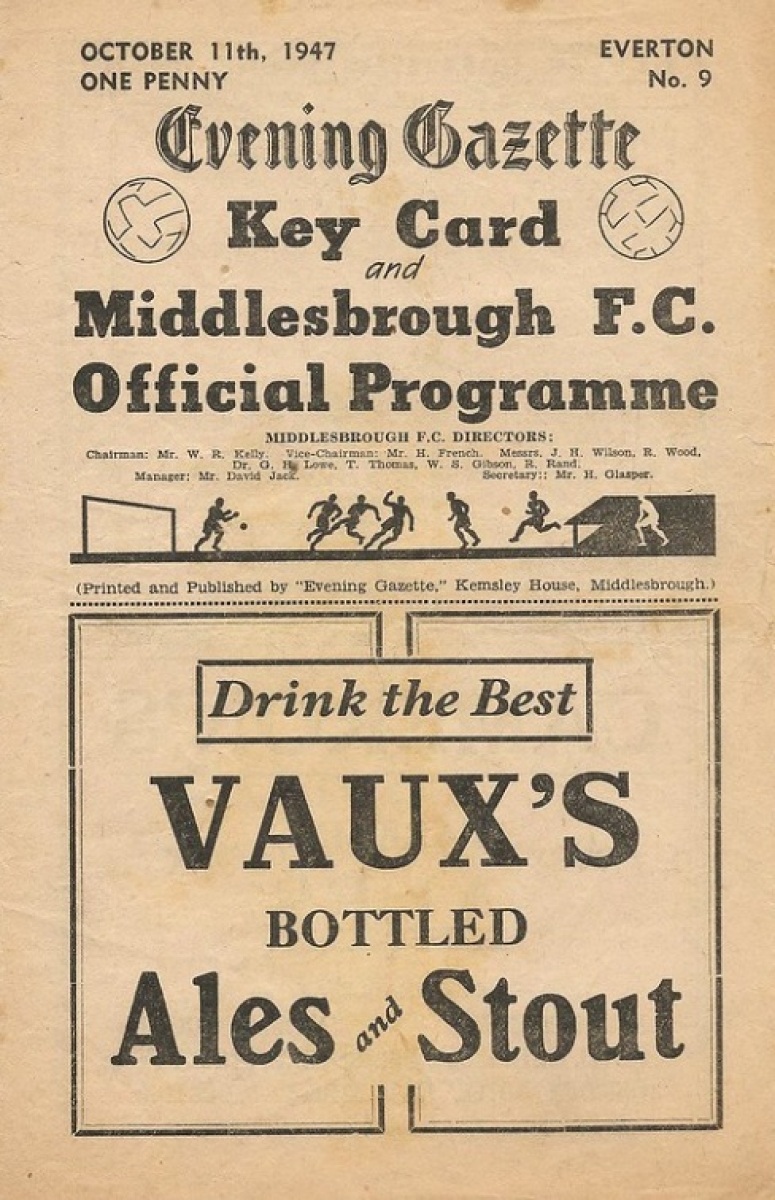 OCTOBER 11th, 1947 EVERTON
ONE PENNY No. 9
Evening Gazette
Key Card
and
Middlesbrough F.C.
Official Programme
MIDDLESBROUGH F.C. DIRECTORS:
Chairman: Mr. W. R. Kelly. Vice-Chairman: Mr. H. French. Messrs. J. H. Wilson, R. Wood,
Dr. G. H. Lowe, T. Thomas, W. S. Gibson, R. Rand.
Manager: Mr. David Jack. Secretary:: Mr. H. Glasper.
(Printed and Published by "Evening Gazette," Kemsley House, Middlesbrough.)
Drink the Best
VAUX'S
BOTTLED
Ales and Stout